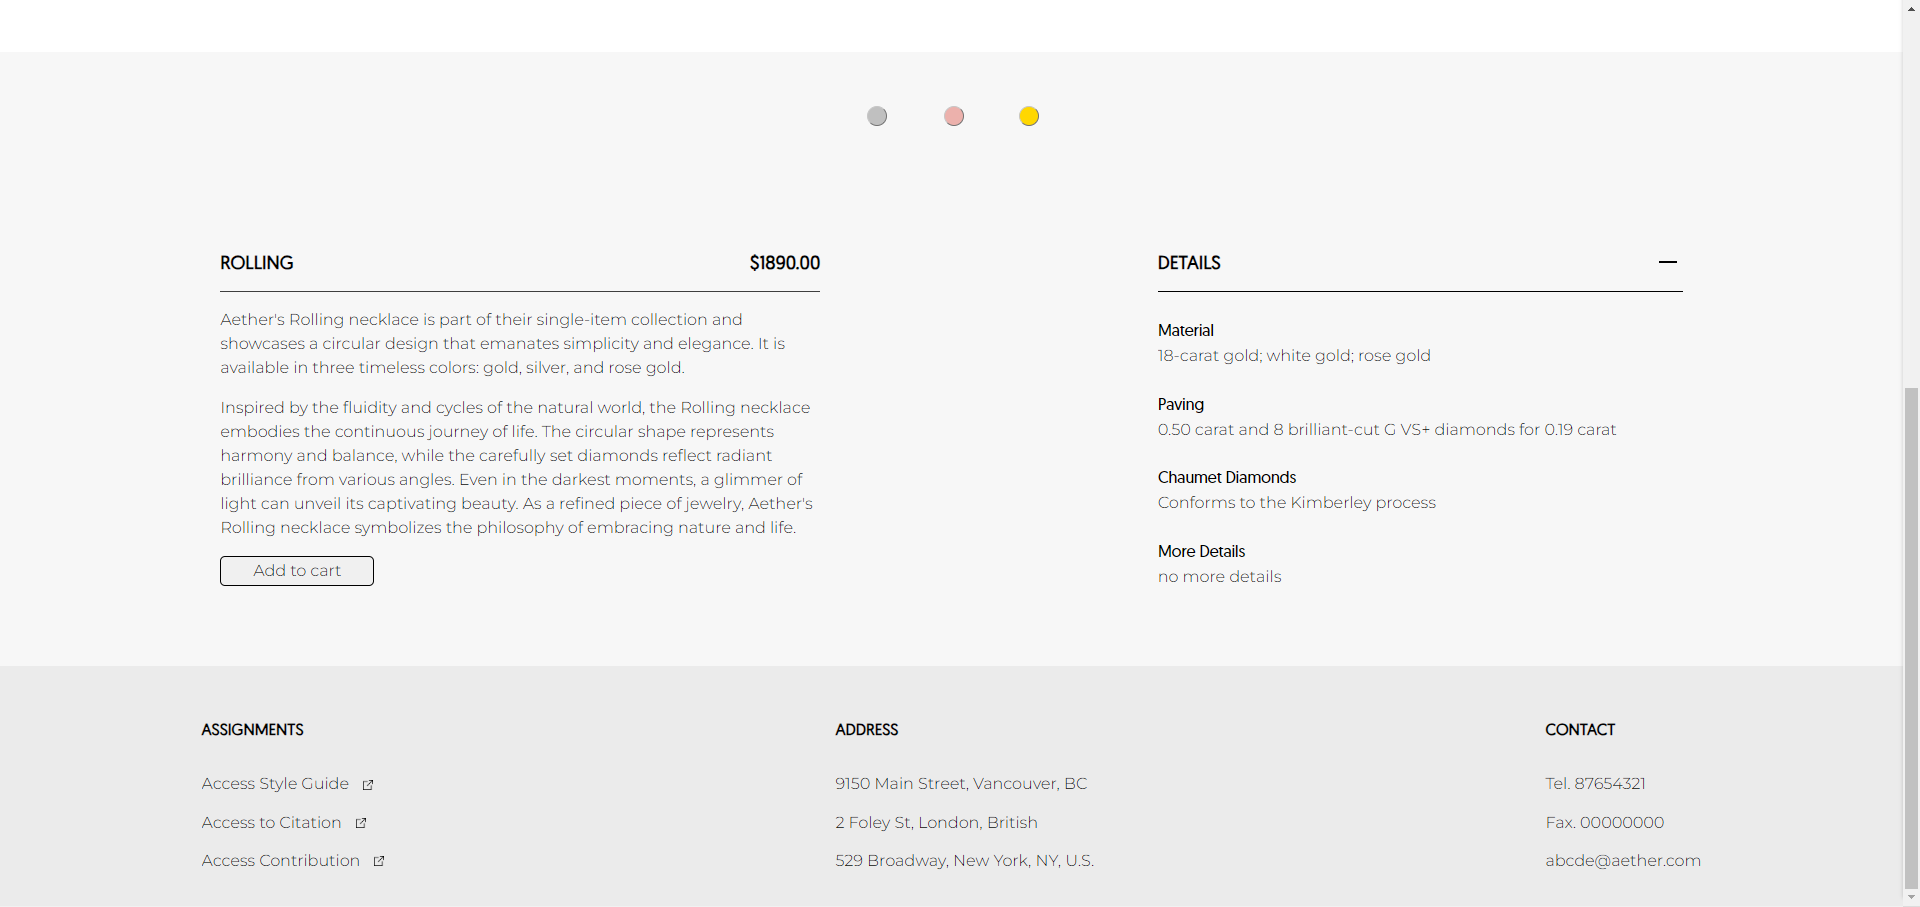 ROLLING
$1890.00
Aether's Rolling necklace is part of their single-item collection and
showcases a circular design that emanates simplicity and elegance. It is
available in three timeless colors: gold, silver, and rose gold.
Inspired by the fluidity and cycles of the natural world, the Rolling necklace
embodies the continuous journey of life. The circular shape represents
harmony and balance, while the carefully set diamonds reflect radiant
brilliance from various angles. Even in the darkest moments, a glimmer of
light can unveil its captivating beauty. As a refined piece of jewelry, Aether's
Rolling necklace symbolizes the philosophy of embracing nature and life.
Add to cart
DETAILS
Material
18-carat gold; white gold; rose gold
Paving
0.50 carat and 8 brilliant-cut G VS+ diamonds for 0.19 carat
Chaumet Diamonds
Conforms to the Kimberley process
More Details
no more details
ASSIGNMENTS
Access Style Guide
Access to Citation
Access Contribution
ADDRESS
9150 Main Street, Vancouver, BC
2 Foley St, London, British
529 Broadway, New York, NY, U.S.
CONTACT
Tel. 87654321
Fax. 00000000
abcde@aether.com